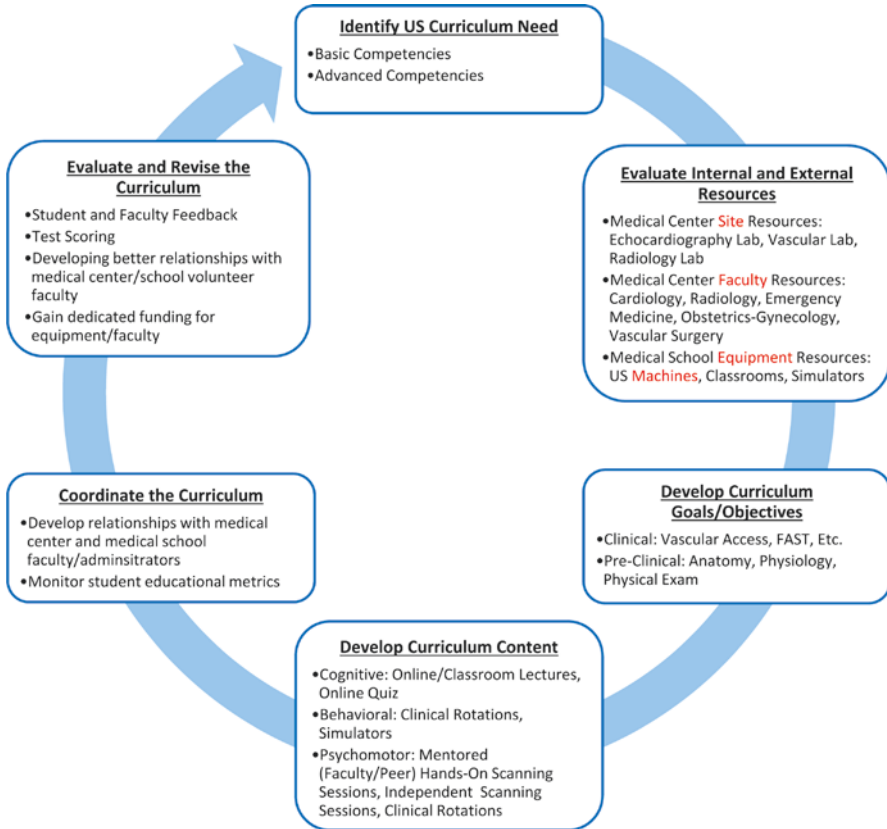 Identify US Curriculum Need
•Basic Competencies
•Advanced Competencies
Evaluate Internal and External
Resources
•Medical Center Site Resources:
Echocardiography Lab, Vascular Lab,
Radiology Lab
•Medical Center Faculty Resources:
Cardiology, Radiology, Emergency
Medicine, Obstetrics-Gynecology,
Vascular Surgery
•Medical School Equipment Resources:
US Machines, Classrooms, Simulators
Develop Curriculum
Goals/Objectives
•Clinical: Vascular Access, FAST, Etc.
•Pre-Clinical: Anatomy, Physiology,
Physical Exam
Develop Curriculum Content
•Cognitive: Online/Classroom Lectures,
Online Quiz
•Behavioral: Clinical Rotations,
Simulators
•Psychomotor: Mentored
(Faculty/Peer) Hands-On Scanning
Sessions, Independent Scanning
Sessions, Clinical Rotations
Coordinate the Curriculum
•Develop relationships with medical
center and medical school
faculty/adminsitrators
•Monitor student educational metrics
Evaluate and Revise the
Curriculum
•Student and Faculty Feedback
•Test Scoring
•Developing better relationships with
medical center/school volunteer
faculty
•Gain dedicated funding for
equipment/faculty